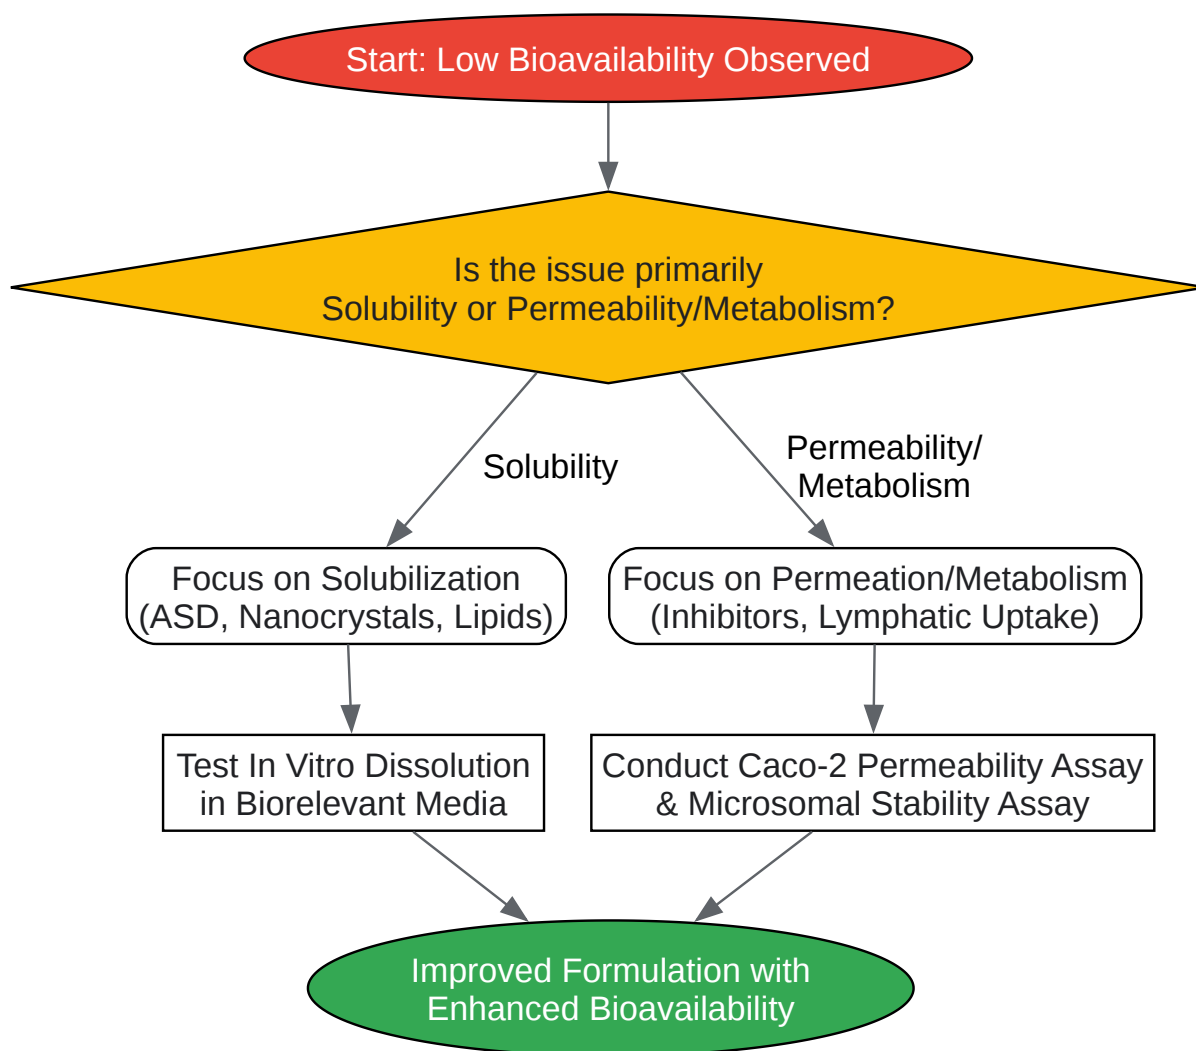 Start: Low Bioavailability Observed
Is the issue primarily
Solubility or Permeability/Metabolism?
Solubility
Permeability/
Metabolism
Focus on Solubilization
(ASD, Nanocrystals, Lipids)
Focus on Permeation/Metabolism
(Inhibitors, Lymphatic Uptake)
Test In Vitro Dissolution
in Biorelevant Media
Conduct Caco-2 Permeability Assay
& Microsomal Stability Assay
Improved Formulation with
Enhanced Bioavailability